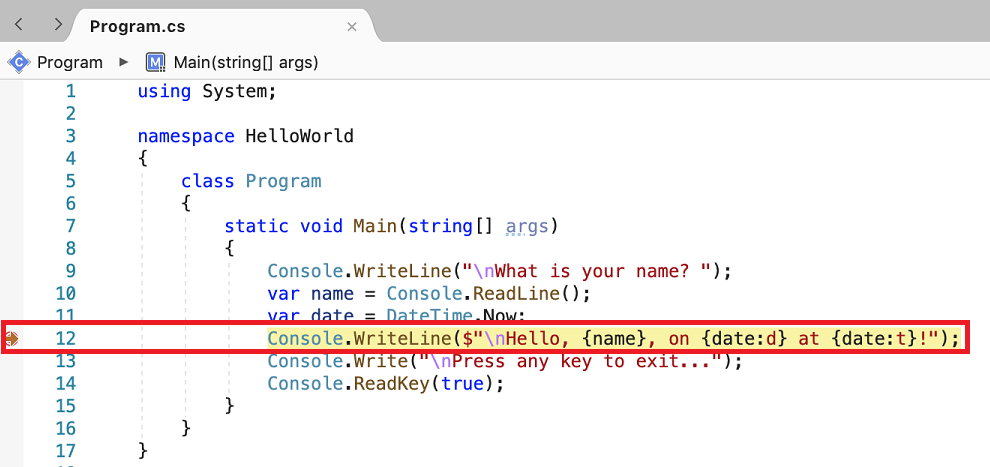 Program.cs
Program ▶ Main(string[] args)
1 using System;
2
3 namespace HelloWorld
4 {
5 class Program
6 {
7 static void Main(string[] args)
8 {
9 Console.WriteLine("\nWhat is your name? ");
10 var name = Console.ReadLine();
11 var date = DateTime.Now;
12 Console.WriteLine($"\nHello, {name}, on {date:d} at {date:t}!");
13 Console.Write("\nPress any key to exit...");
14 Console.ReadKey(true);
15 }
16 }
17 }